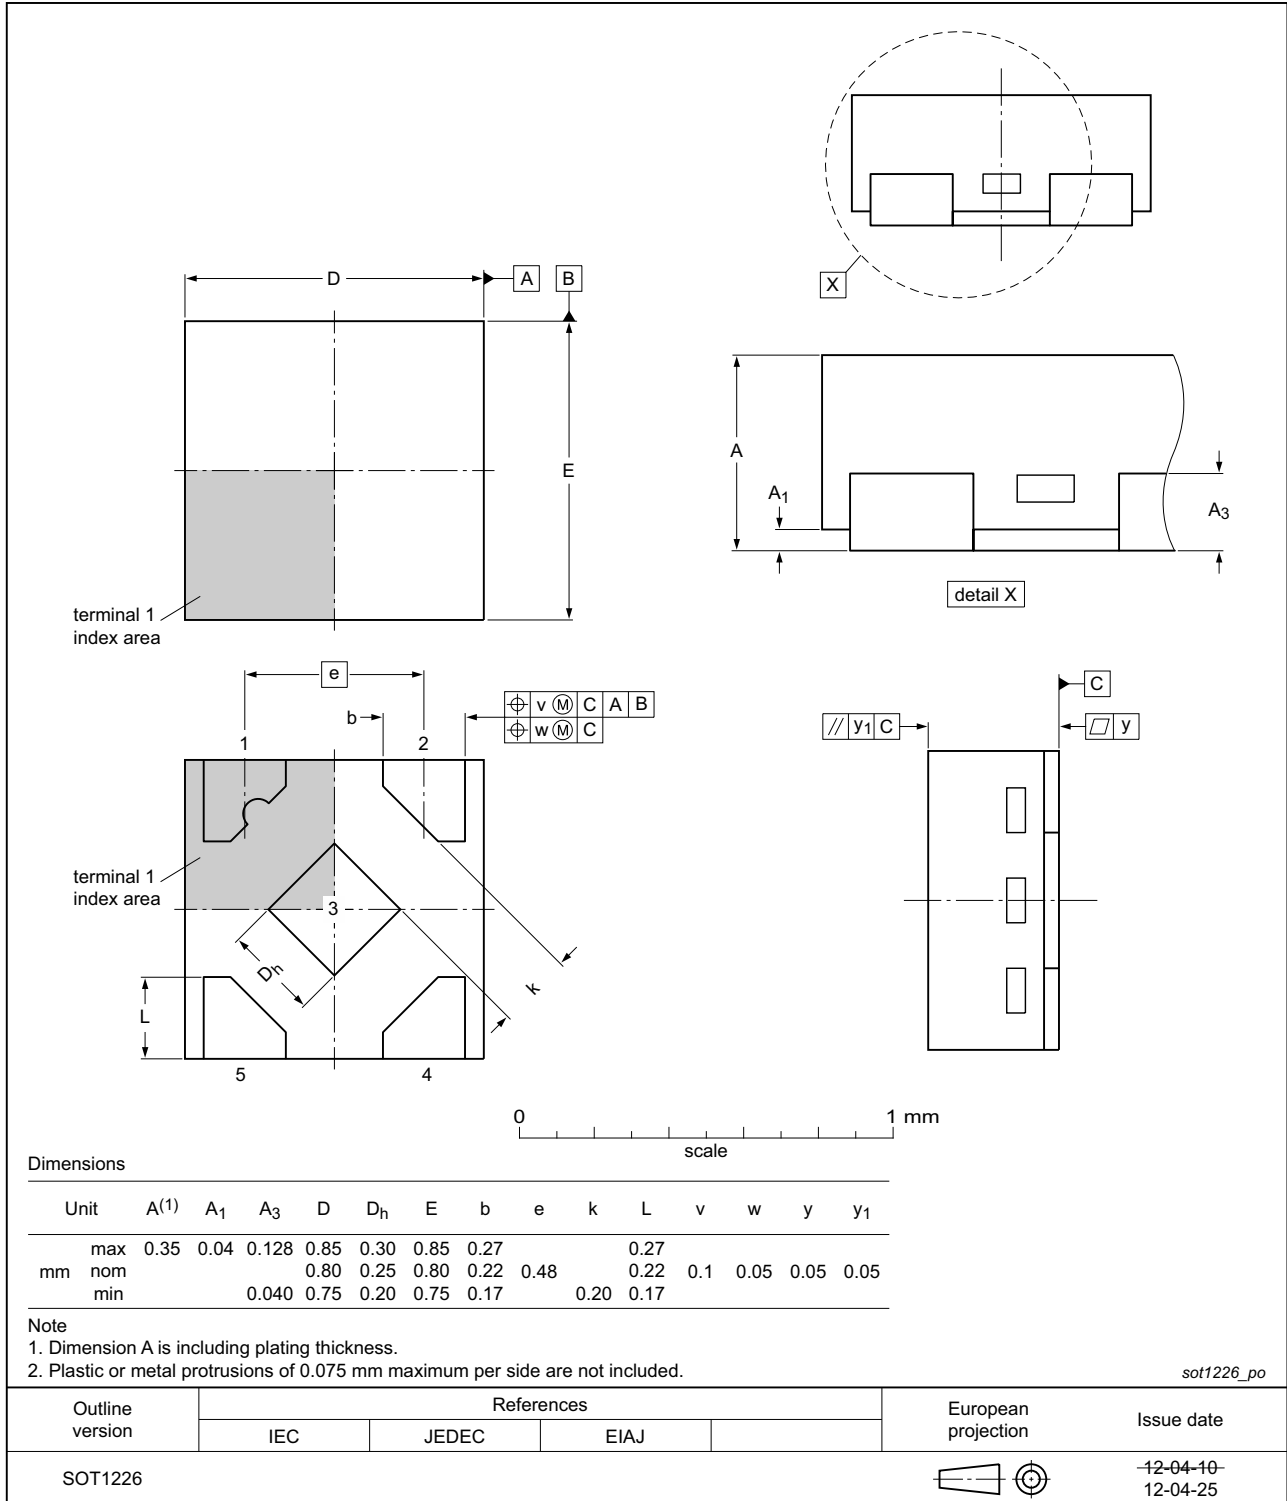 X
D
A
B
E
terminal 1
index area
A
A1
A3
detail X
e
b
v M C A B
w M C
1
2
terminal 1
index area
3
Dh
k
L
5
4
C
// y1 C
y
0
1 mm
scale
Dimensions
Unit A(1) A1 A3 D Dh E b e k L v w y y1
max 0.35 0.04 0.128 0.85 0.30 0.85 0.27 0.27
mm nom 0.80 0.25 0.80 0.22 0.48 0.22 0.1 0.05 0.05 0.05
min 0.040 0.75 0.20 0.75 0.17 0.20 0.17
Note
1. Dimension A is including plating thickness.
2. Plastic or metal protrusions of 0.075 mm maximum per side are not included.
sot1226_po
Outline
version
References
IEC JEDEC EIAJ
European
projection
Issue date
SOT1226
12-04-10
12-04-25